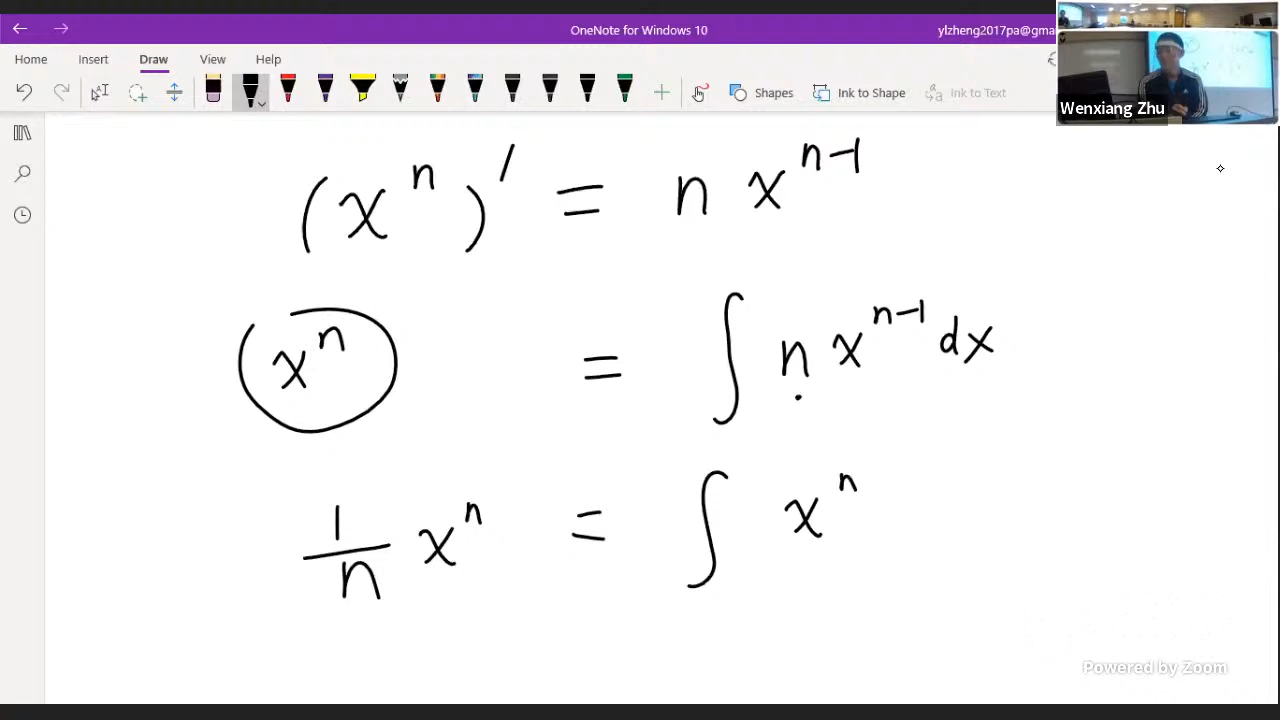 OneNote for Windows 10
ylzheng2017pa@gma
Home Insert Draw View Help
Shapes Ink to Shape Ink to Text
Wenxiang Zhu
(x^n)' = n x^{n-1}
x^n = ∫ n x^{n-1} dx
1/n x^n = ∫ x^n
Powered by Zoom